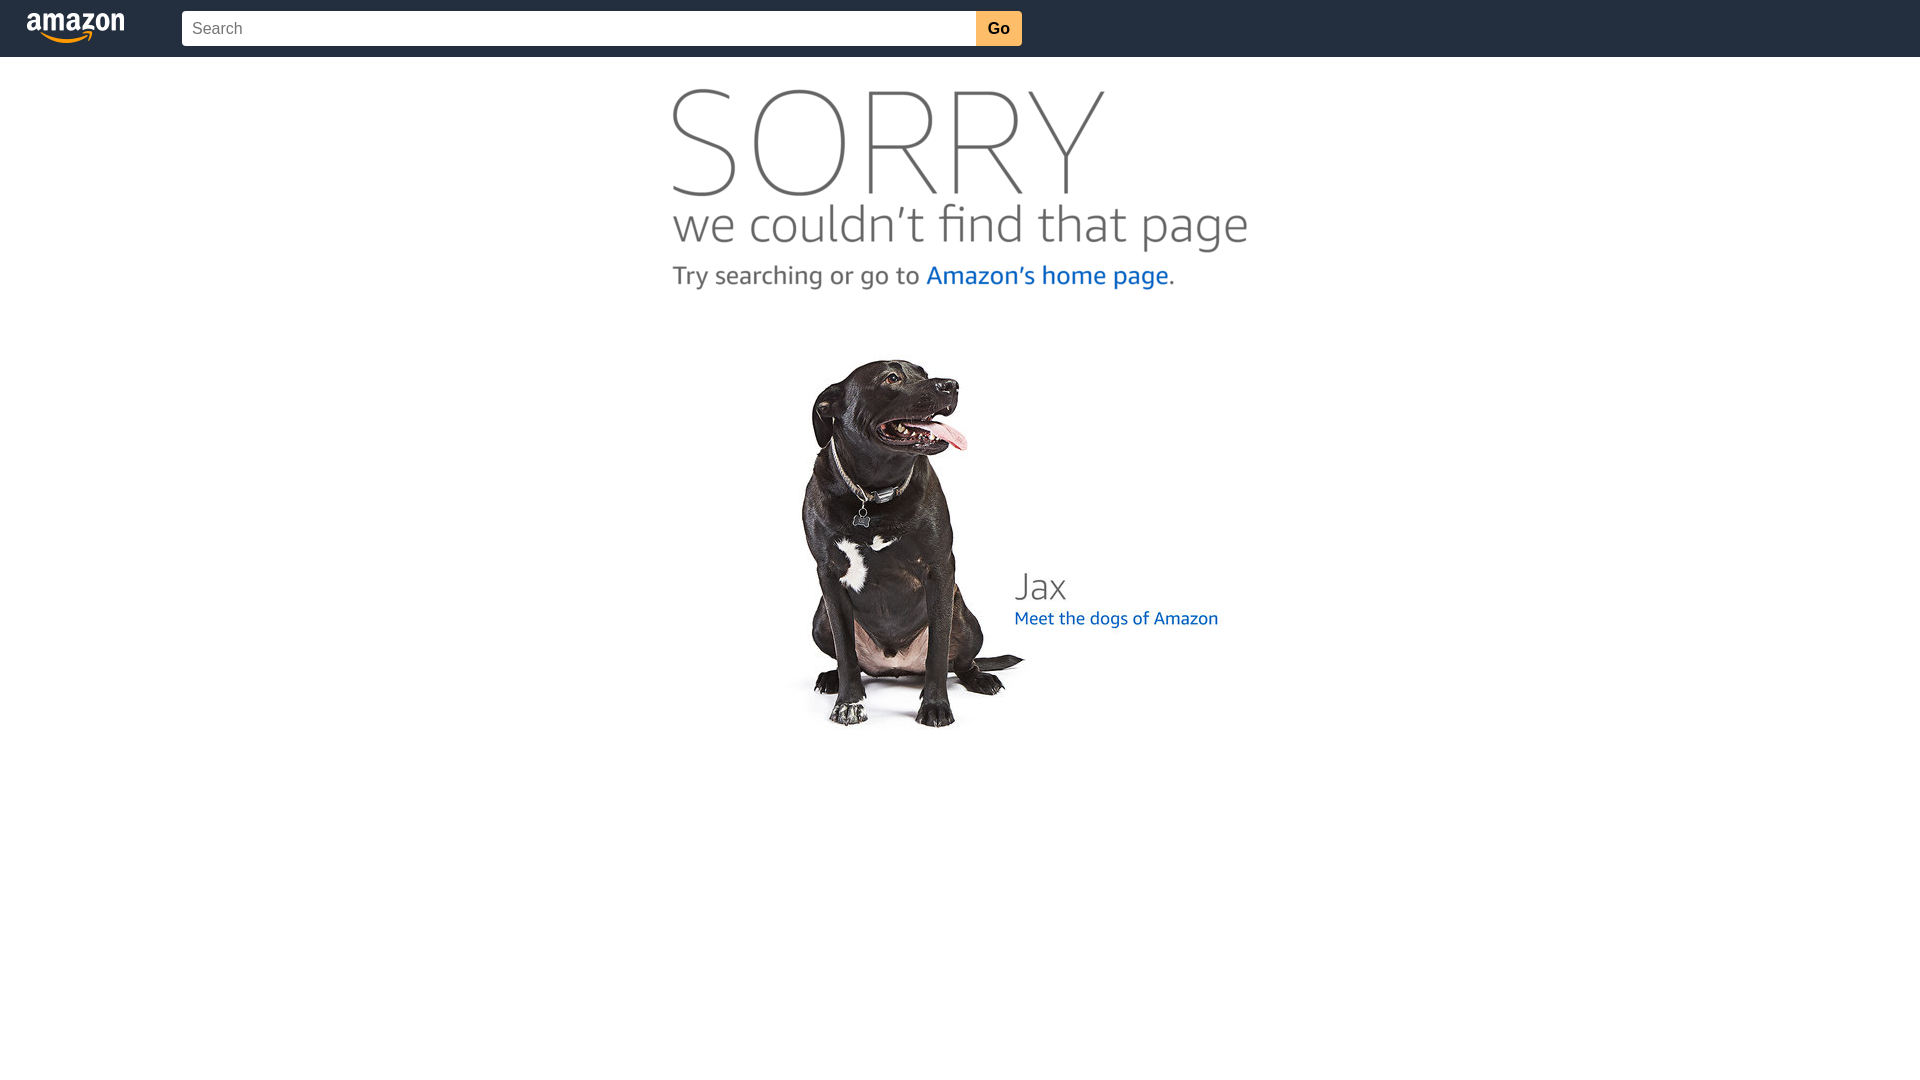 amazon
Search
Go
SORRY
we couldn't find that page
Try searching or go to Amazon's home page.
Jax
Meet the dogs of Amazon